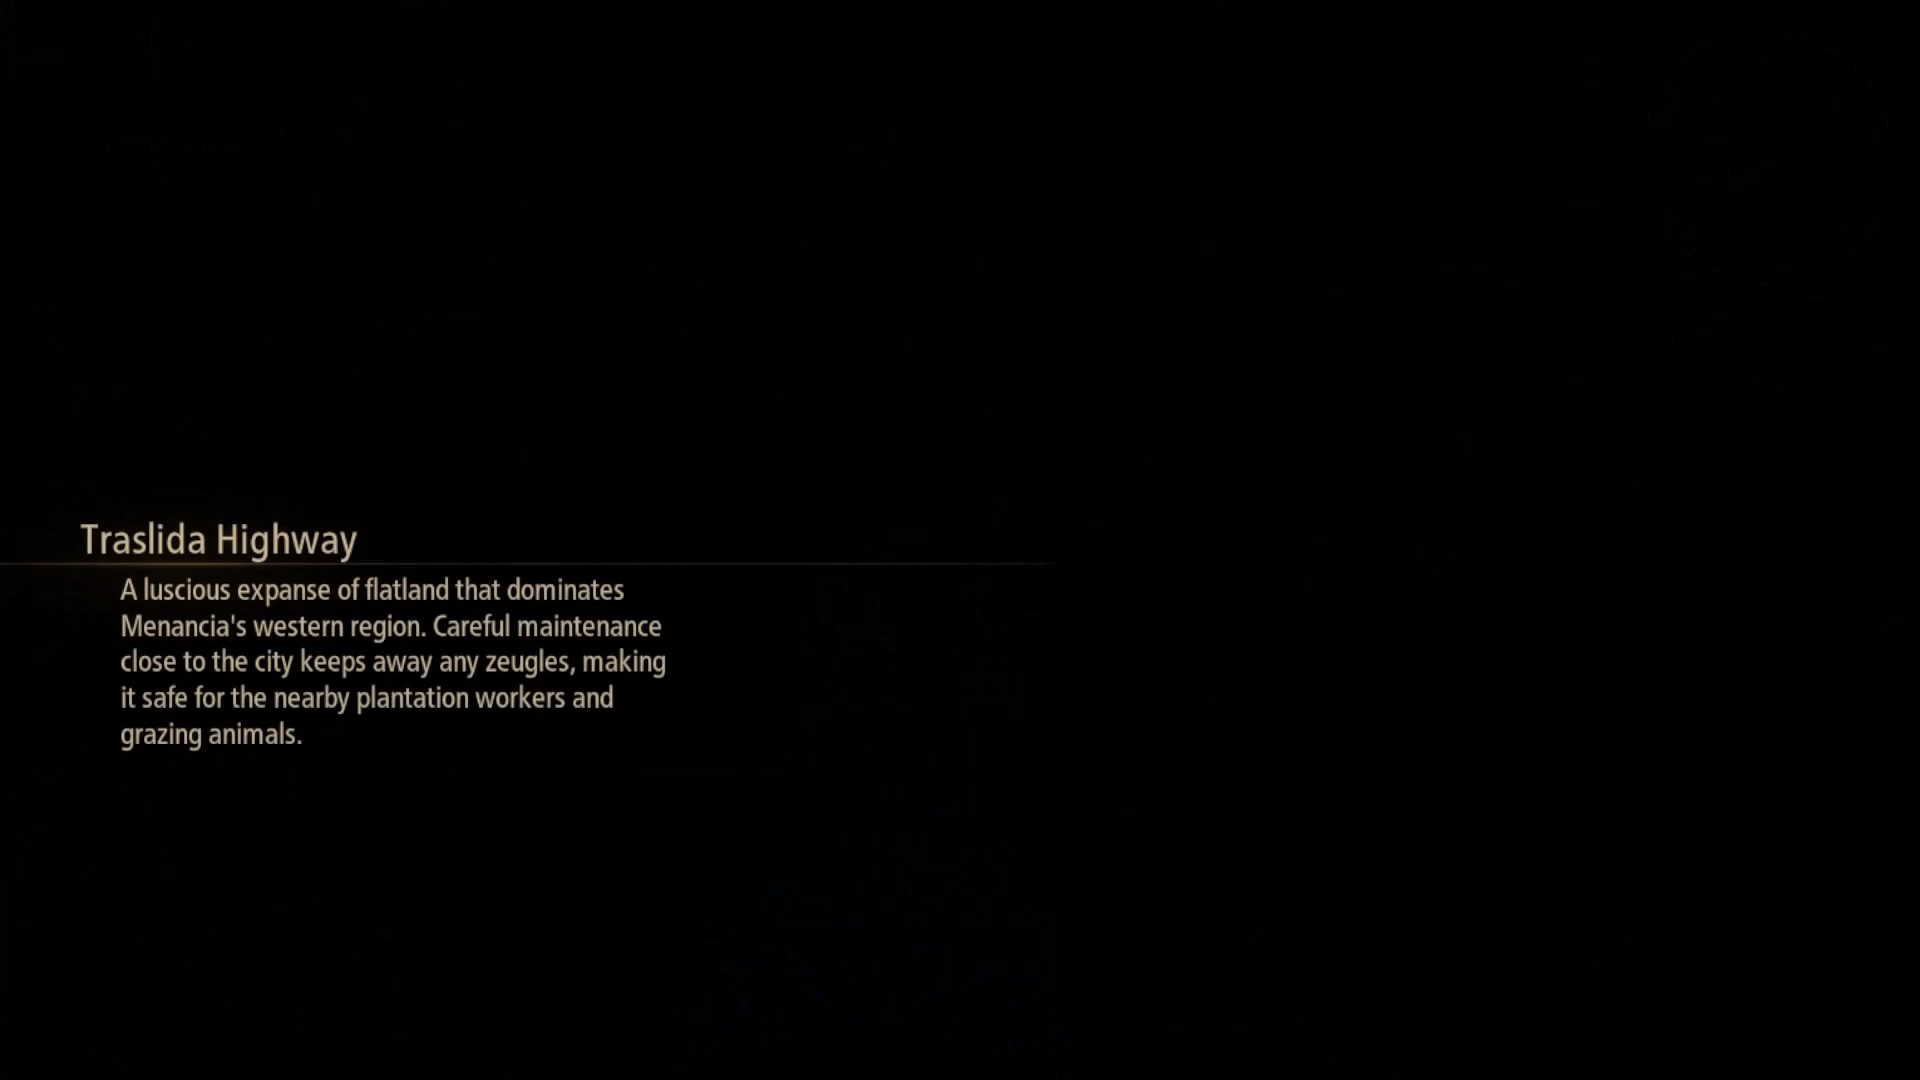 Traslida Highway
A luscious expanse of flatland that dominates
Menancia's western region. Careful maintenance
close to the city keeps away any zeugles, making
it safe for the nearby plantation workers and
grazing animals.